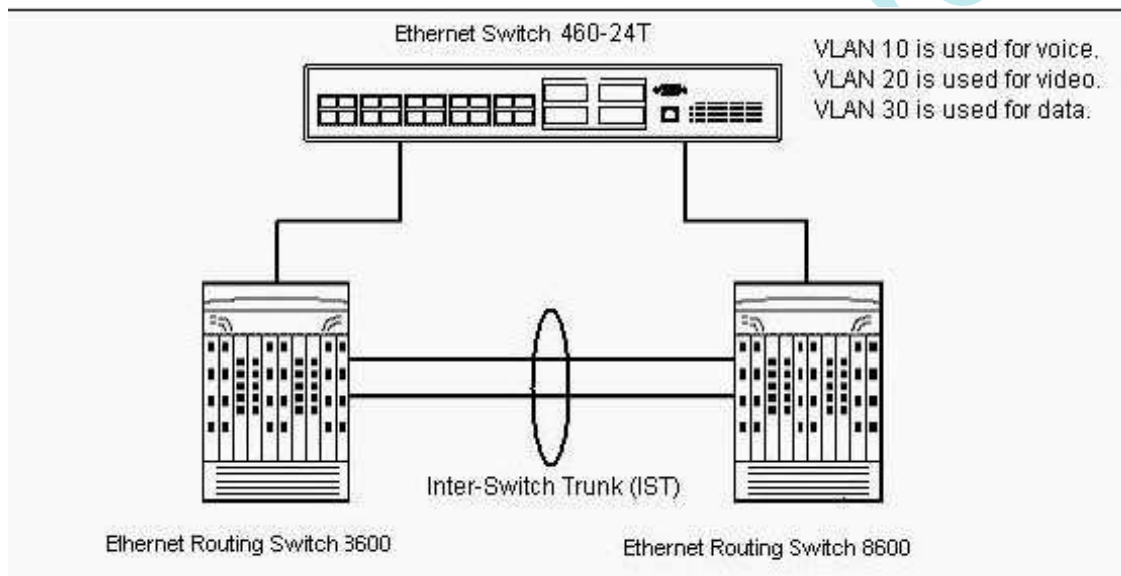 Ethernet Switch 460-24T
VLAN 10 is used for voice.
VLAN 20 is used for video.
VLAN 30 is used for data.
Inter-Switch Trunk (IST)
Ethernet Routing Switch 3600
Ethernet Routing Switch 8600